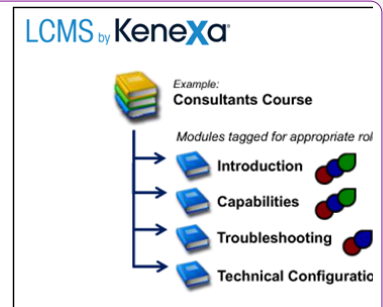 LCMS by Kenexa
Example:
Consultants Course
Modules tagged for appropriate rol
Introduction
Capabilities
Troubleshooting
Technical Configuratio